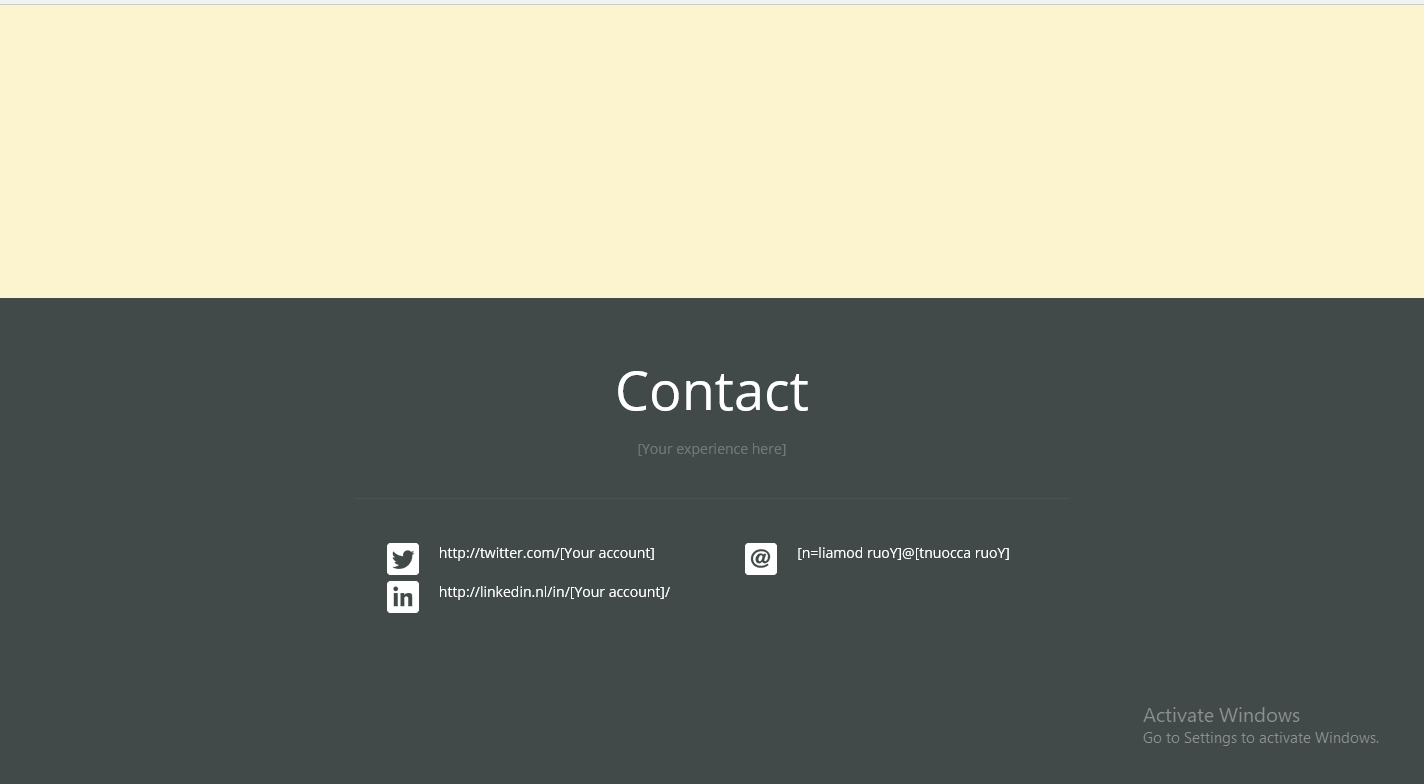 Contact
[Your experience here]
http://twitter.com/[Your account]
@
[n=liamod ruoY]@[tnuocca ruoY]
in
http://linkedin.nl/in/[Your account]/
Activate Windows
Go to Settings to activate Windows.